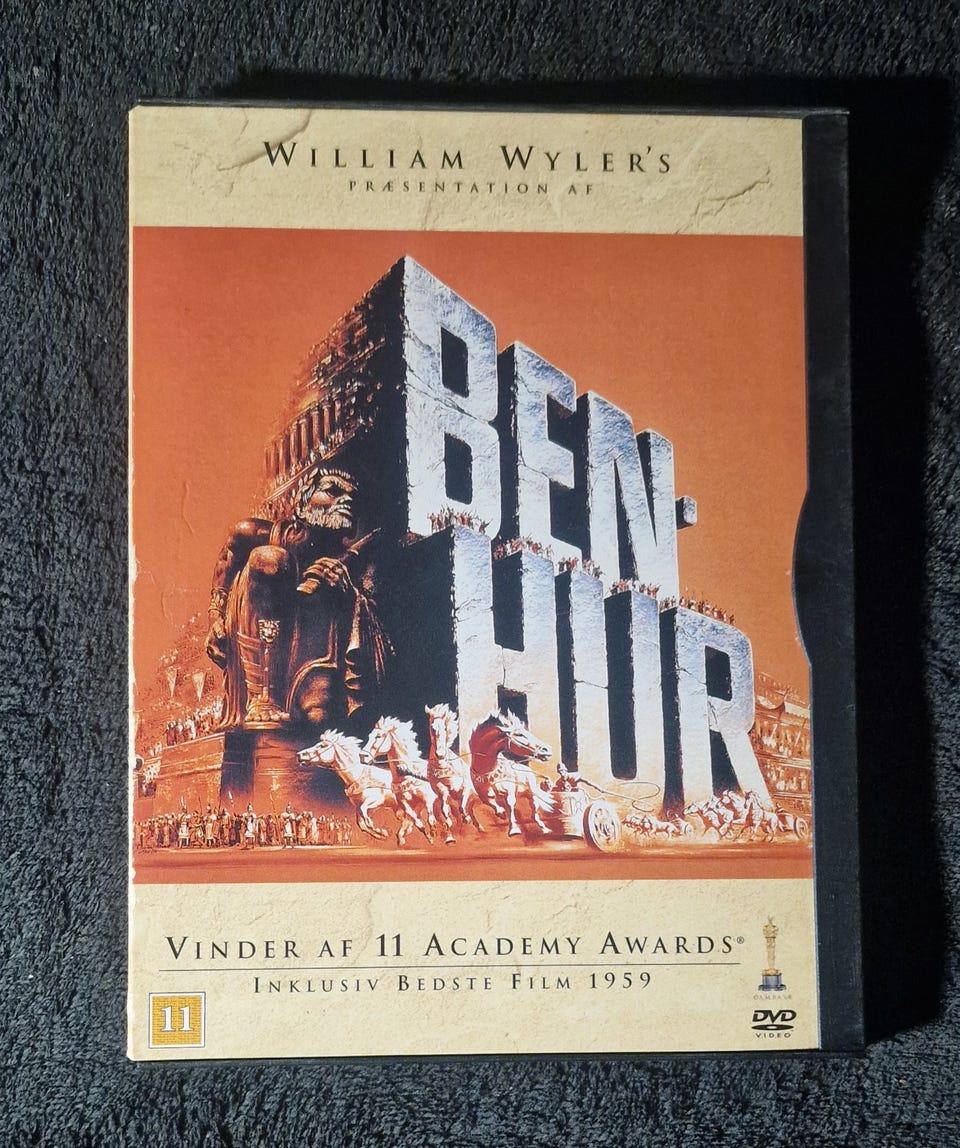 WILLIAM WYLER'S
PRÆSENTATION AF
BEN-
HUR
VINDER AF 11 ACADEMY AWARDS®
INKLUSIV BEDSTE FILM 1959
11
DVD
VIDEO